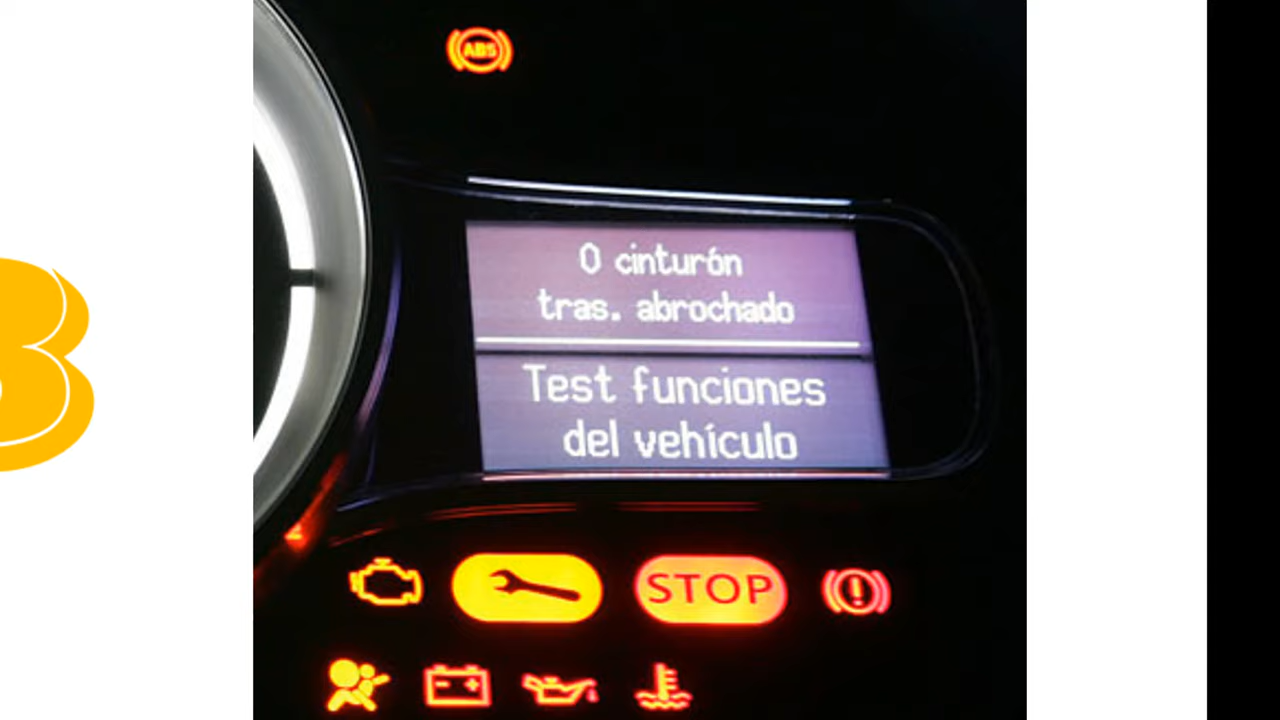 ABS
0 cinturón
tras. abrochado
Test funciones
del vehículo
STOP